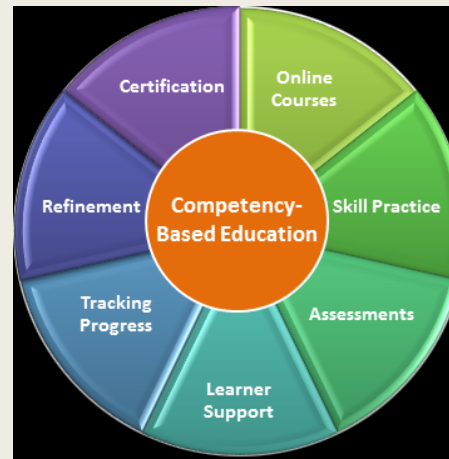 Competency-
Based Education
Online
Courses
Skill Practice
Assessments
Learner
Support
Tracking
Progress
Refinement
Certification